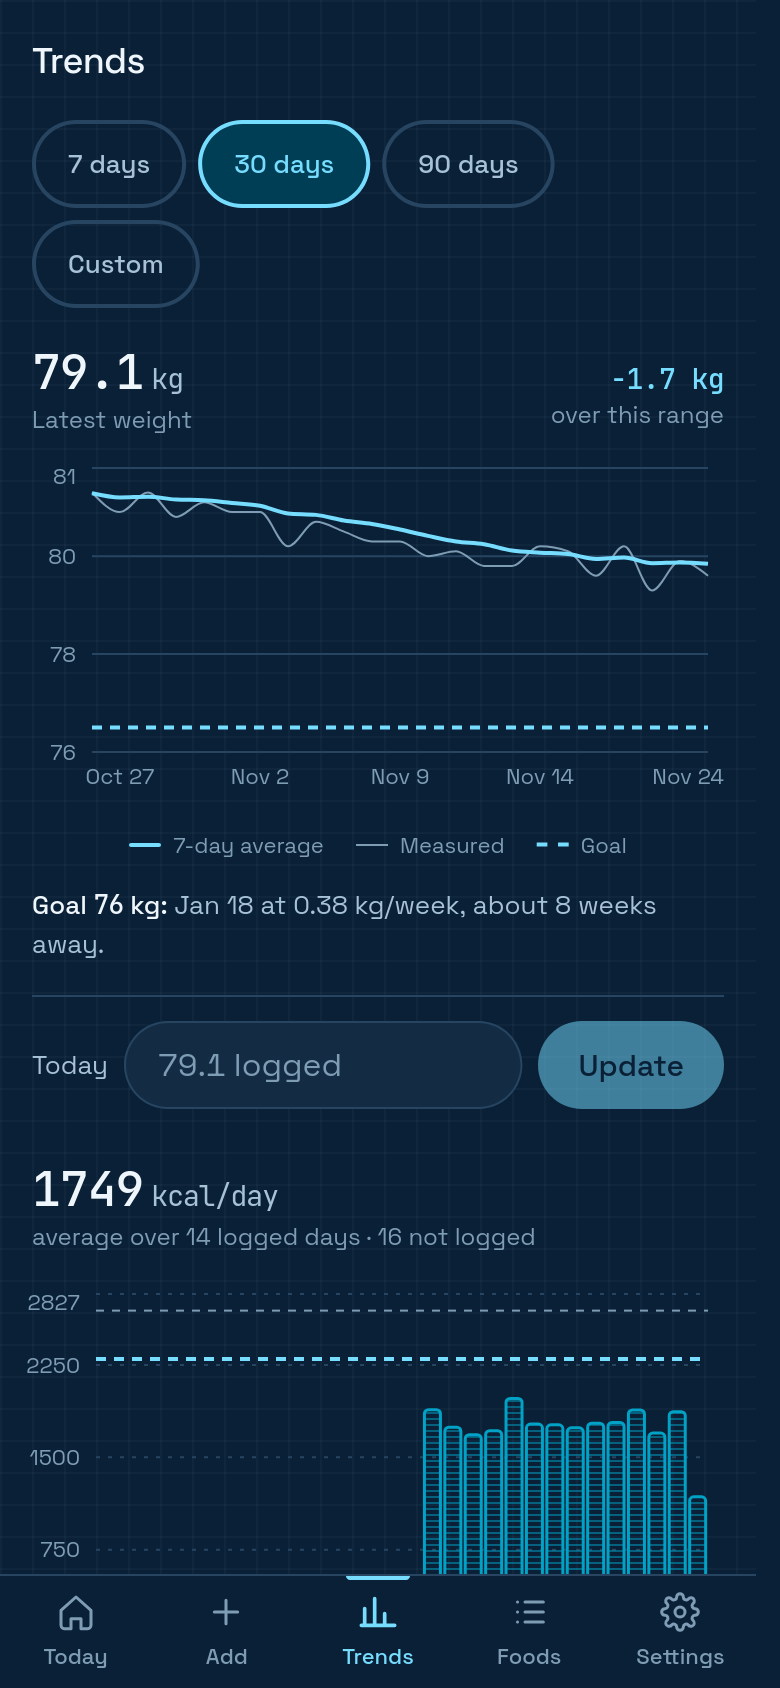 Trends
7 days
30 days
90 days
Custom
79.1 kg
-1.7 kg
Latest weight
over this range
81
80
78
76
Oct 27
Nov 2
Nov 9
Nov 14
Nov 24
7-day average
Measured
Goal
Goal 76 kg: Jan 18 at 0.38 kg/week, about 8 weeks
away.
Today
79.1 logged
Update
1749 kcal/day
average over 14 logged days · 16 not logged
2827
2250
1500
750
Today
Add
Trends
Foods
Settings